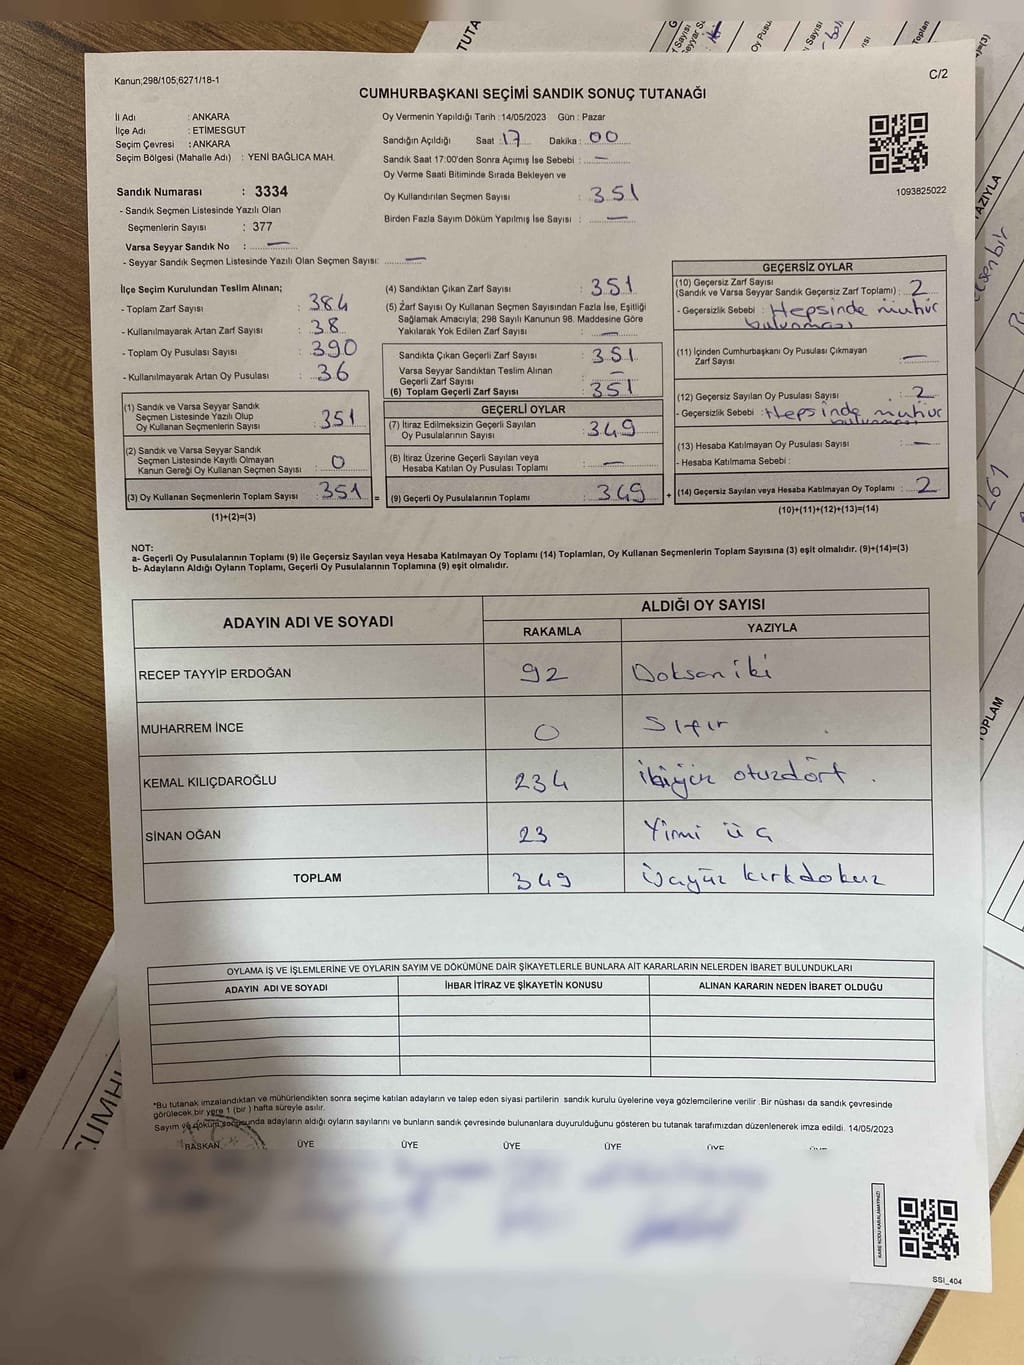 Kanun;298/105,6271/18-1
C/2
CUMHURBAŞKANI SEÇİMİ SANDIK SONUÇ TUTANAĞI
İl Adı : ANKARA
İlçe Adı : ETİMESGUT
Seçim Çevresi : ANKARA
Seçim Bölgesi (Mahalle Adı) : YENİ BAĞLICA MAH.
Sandık Numarası : 3334
- Sandık Seçmen Listesinde Yazılı Olan
Seçmenlerin Sayısı : 377
Varsa Seyyar Sandık No : —
- Seyyar Sandık Seçmen Listesinde Yazılı Olan Seçmen Sayısı: —
Oy Vermenin Yapıldığı Tarih : 14/05/2023 Gün : Pazar
Sandığın Açıldığı Saat : 17 Dakika : 00
Sandık Saat 17:00'den Sonra Açımış İse Sebebi : —
Oy Verme Saati Bitiminde Sırada Bekleyen ve
Oy Kullandırılan Seçmen Sayısı : 351
Birden Fazla Sayım Döküm Yapılmış İse Sayısı : —
1093825022
İlçe Seçim Kurulundan Teslim Alınan;
- Toplam Zarf Sayısı : 384
- Kullanılmayarak Artan Zarf Sayısı : 38
- Toplam Oy Pusulası Sayısı : 390
- Kullanılmayarak Artan Oy Pusulası : 36
(1) Sandık ve Varsa Seyyar Sandık
Seçmen Listesinde Yazılı Olup
Oy Kullanan Seçmenlerin Sayısı : 351
(2) Sandık ve Varsa Seyyar Sandık
Seçmen Listesinde Kayıtlı Olmayan
Kanun Gereği Oy Kullanan Seçmen Sayısı : 0
(3) Oy Kullanan Seçmenlerin Toplam Sayısı : 351 =
(1)+(2)=(3)
(4) Sandıktan Çıkan Zarf Sayısı : 351
(5) Zarf Sayısı Oy Kullanan Seçmen Sayısından Fazla İse, Eşitliği
Sağlamak Amacıyla; 298 Sayılı Kanunun 98. Maddesine Göre
Yakılarak Yok Edilen Zarf Sayısı : —
Sandıkta Çıkan Geçerli Zarf Sayısı : 351
Varsa Seyyar Sandıktan Teslim Alınan
Geçerli Zarf Sayısı : —
(6) Toplam Geçerli Zarf Sayısı : 351
GEÇERLİ OYLAR
(7) İtiraz Edilmeksizin Geçerli Sayılan
Oy Pusulalarının Sayısı : 349
(8) İtiraz Üzerine Geçerli Sayılan veya
Hesaba Katılan Oy Pusulası Toplamı : —
(9) Geçerli Oy Pusulalarının Toplamı : 349 +
GEÇERSİZ OYLAR
(10) Geçersiz Zarf Sayısı
(Sandık ve Varsa Seyyar Sandık Geçersiz Zarf Toplamı) : 2
- Geçersizlik Sebebi : Hepsinde mühür
bulunması
(11) İçinden Cumhurbaşkanı Oy Pusulası Çıkmayan
Zarf Sayısı : —
(12) Geçersiz Sayılan Oy Pusulası Sayısı : 2
- Geçersizlik Sebebi : Hepsinde mühür
bulunması
(13) Hesaba Katılmayan Oy Pusulası Sayısı : —
- Hesaba Katılmama Sebebi :
(14) Geçersiz Sayılan veya Hesaba Katılmayan Oy Toplamı : 2
(10)+(11)+(12)+(13)=(14)
NOT:
a- Geçerli Oy Pusulalarının Toplamı (9) ile Geçersiz Sayılan veya Hesaba Katılmayan Oy Toplamı (14) Toplamları, Oy Kullanan Seçmenlerin Toplam Sayısına (3) eşit olmalıdır. (9)+(14)=(3)
b- Adayların Aldığı Oyların Toplamı, Geçerli Oy Pusulalarının Toplamına (9) eşit olmalıdır.
ADAYIN ADI VE SOYADI ALDIĞI OY SAYISI
RAKAMLA YAZIYLA
RECEP TAYYİP ERDOĞAN 92 Doksan iki
MUHARREM İNCE 0 Sıfır
KEMAL KILIÇDAROĞLU 234 ikiyüz otuzdört
SİNAN OĞAN 23 Yirmi üç
TOPLAM 349 Üçyüz kırkdokuz
OYLAMA İŞ VE İŞLEMLERİNE VE OYLARIN SAYIM VE DÖKÜMÜNE DAİR ŞİKAYETLERLE BUNLARA AİT KARARLARIN NELERDEN İBARET BULUNDUKLARI
ADAYIN ADI VE SOYADI İHBAR İTİRAZ VE ŞİKAYETİN KONUSU ALINAN KARARIN NEDEN İBARET OLDUĞU
*Bu tutanak imzalandıktan ve mühürlendikten sonra seçime katılan adayların ve talep eden siyasi partilerin sandık kurulu üyelerine veya gözlemcilerine verilir .Bir nüshası da sandık çevresinde
görülecek bir yere 1 (bir ) hafta süreyle asılır.
Sayım ve döküm sonucunda adayların aldığı oyların sayılarını ve bunların sandık çevresinde bulunanlara duyurulduğunu gösteren bu tutanak tarafımızdan düzenlenerek imza edildi. 14/05/2023
BAŞKAN ÜYE ÜYE ÜYE ÜYE ÜYE
KARE KODU KARALAMAYINIZ!
SSI_404